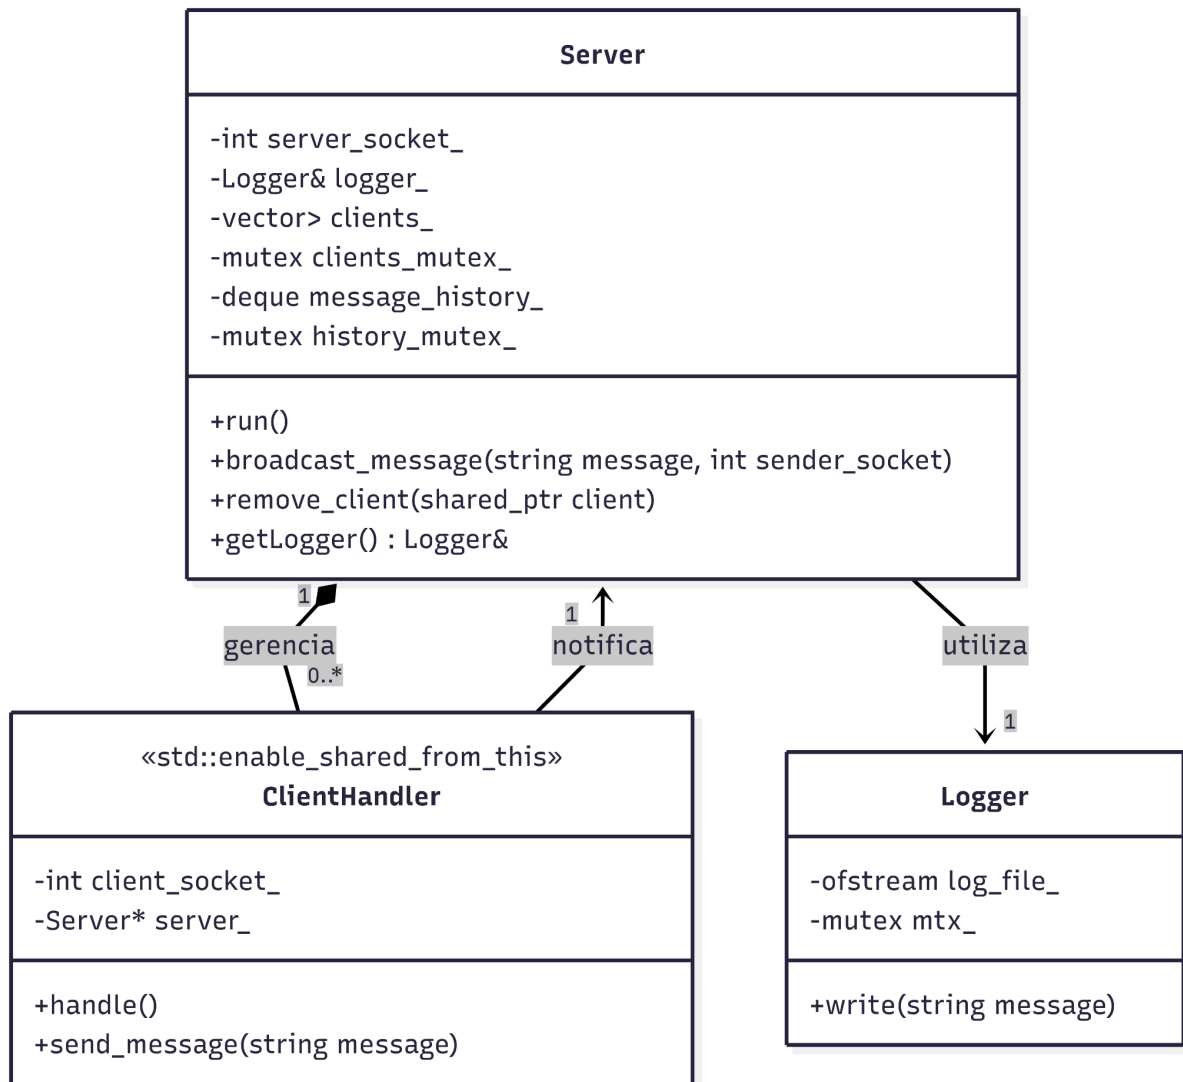 Server
-int server_socket_
-Logger& logger_
-vector> clients_
-mutex clients_mutex_
-deque message_history_
-mutex history_mutex_
+run()
+broadcast_message(string message, int sender_socket)
+remove_client(shared_ptr client)
+getLogger() : Logger&
1
gerencia
0..*
1
notifica
utiliza
1
«std::enable_shared_from_this»
ClientHandler
-int client_socket_
-Server* server_
+handle()
+send_message(string message)
Logger
-ofstream log_file_
-mutex mtx_
+write(string message)